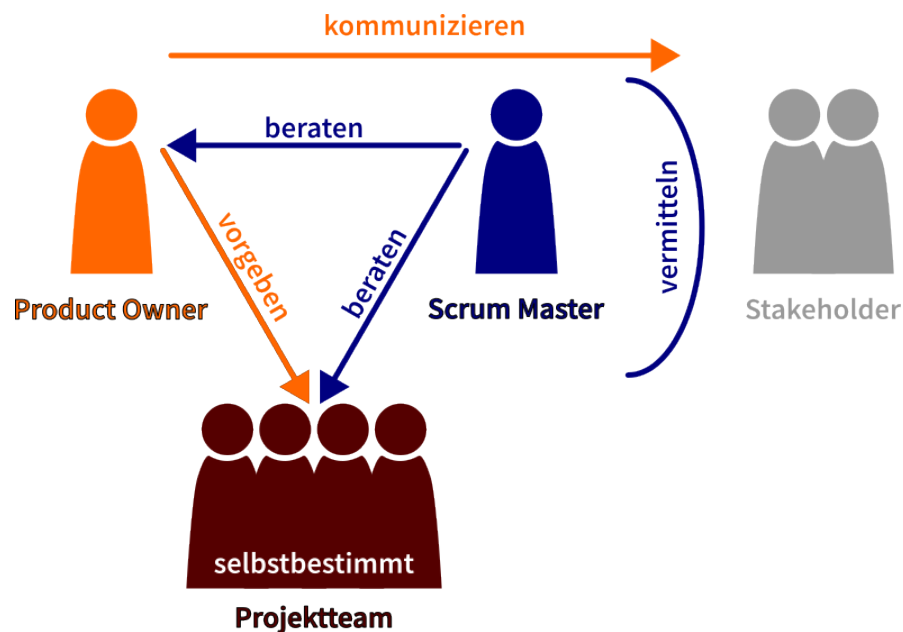 kommunizieren
beraten
vorgeben
beraten
vermitteln
Product Owner
Scrum Master
Stakeholder
selbstbestimmt
Projektteam